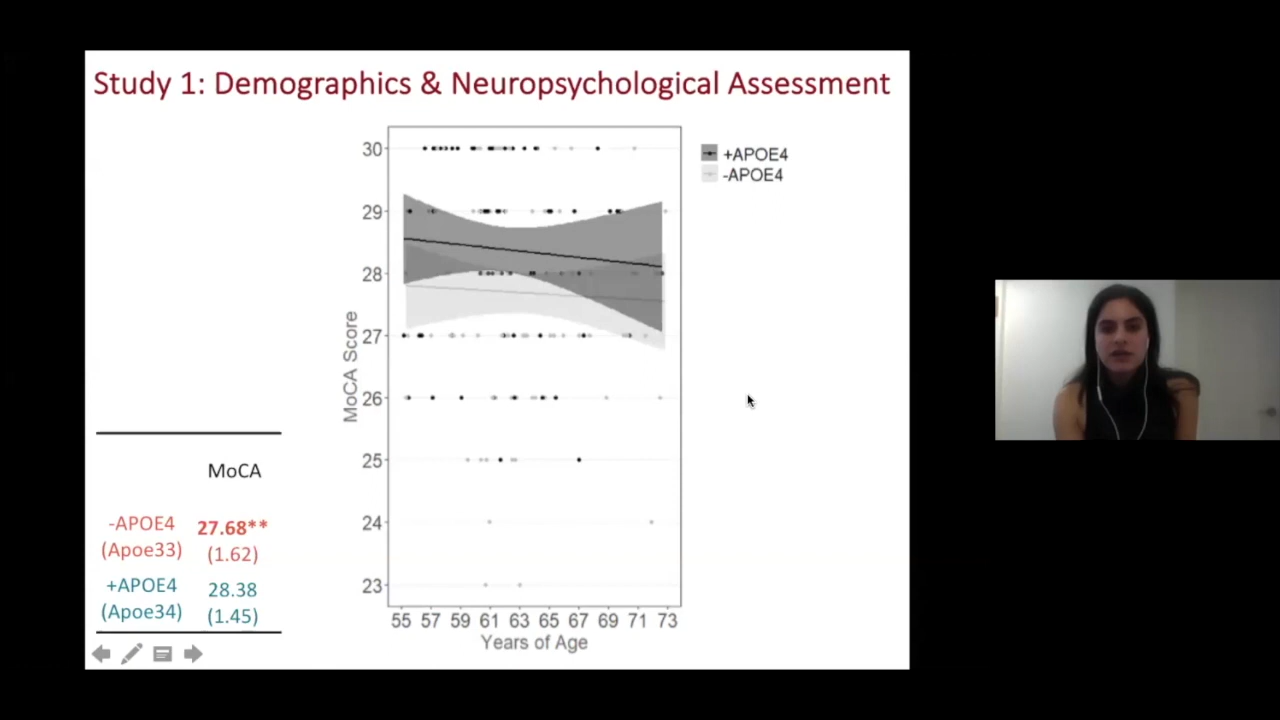 Study 1: Demographics & Neuropsychological Assessment
+APOE4
-APOE4
30
29
28
27
26
25
24
23
MoCA Score
55 57 59 61 63 65 67 69 71 73
Years of Age
MoCA
-APOE4 27.68**
(Apoe33) (1.62)
+APOE4 28.38
(Apoe34) (1.45)